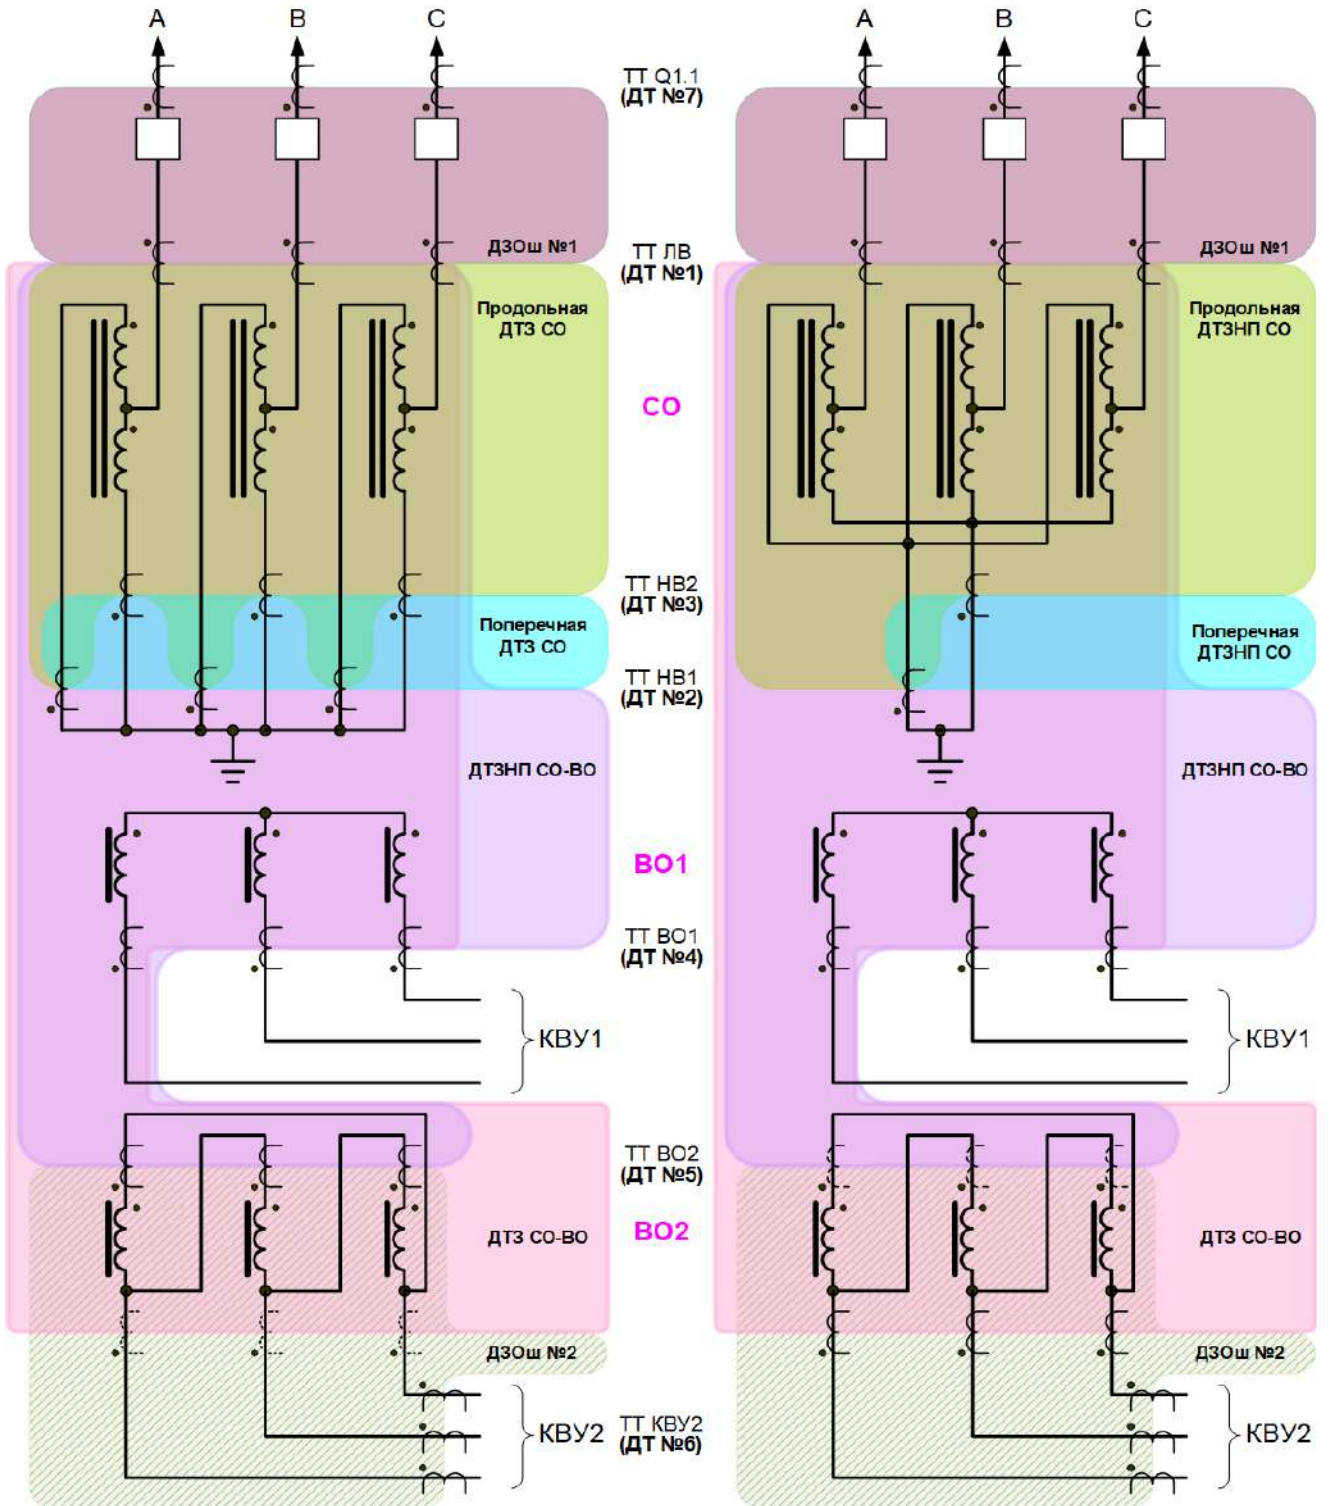 A B C
A B C
ТТ Q1.1
(ДТ №7)
ДЗОш №1
ДЗОш №1
ТТ ЛВ
(ДТ №1)
Продольная
ДТЗ СО
Продольная
ДТЗНП СО
СО
ТТ НВ2
(ДТ №3)
Поперечная
ДТЗ СО
Поперечная
ДТЗНП СО
ТТ НВ1
(ДТ №2)
ДТЗНП СО-ВО
ДТЗНП СО-ВО
ВО1
ТТ ВО1
(ДТ №4)
КВУ1
КВУ1
ТТ ВО2
(ДТ №5)
ВО2
ДТЗ СО-ВО
ДТЗ СО-ВО
ДЗОш №2
ДЗОш №2
КВУ2
ТТ КВУ2
(ДТ №6)
КВУ2